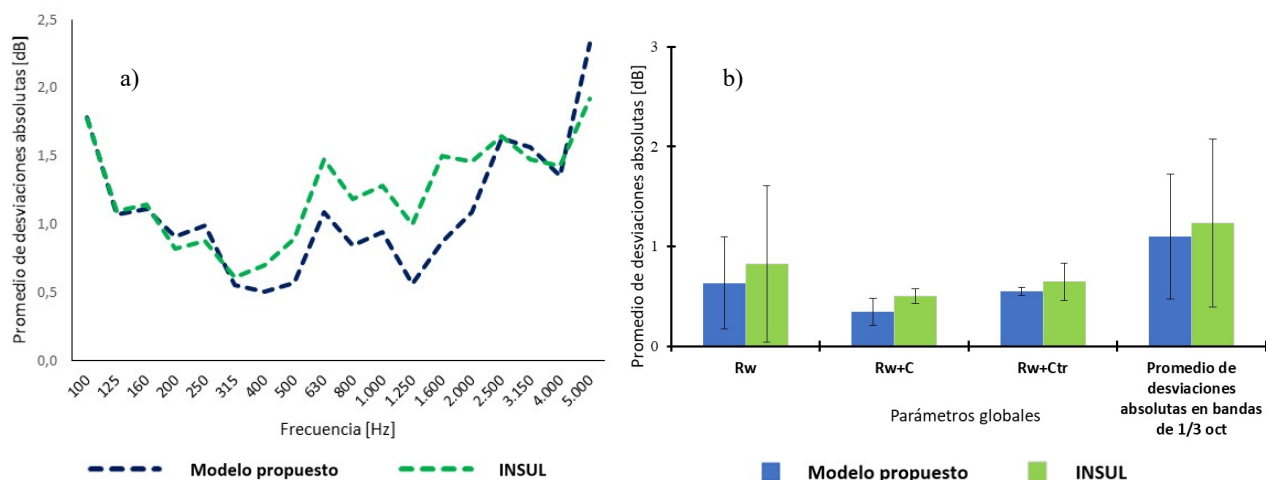 2,5
2,0
1,5
1,0
0,5
0,0
Promedio de desviaciones absolutas [dB]
a)
100
125
160
200
250
315
400
500
630
800
1.000
1.250
1.600
2.000
2.500
3.150
4.000
5.000
Frecuencia [Hz]
Modelo propuesto
INSUL
3
2
1
0
Promedio de desviaciones absolutas [dB]
b)
Rw
Rw+C
Rw+Ctr
Promedio de
desviaciones
absolutas en bandas
de 1/3 oct
Parámetros globales
Modelo propuesto
INSUL